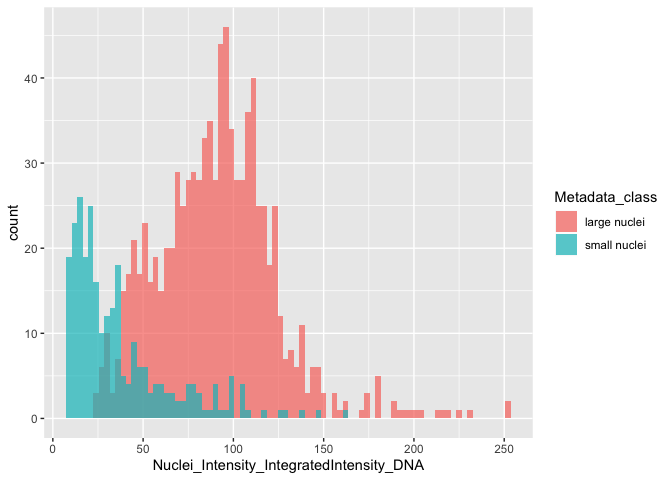 40
30
20
10
0
count
0 50 100 150 200 250
Nuclei_Intensity_IntegratedIntensity_DNA
Metadata_class
large nuclei
small nuclei